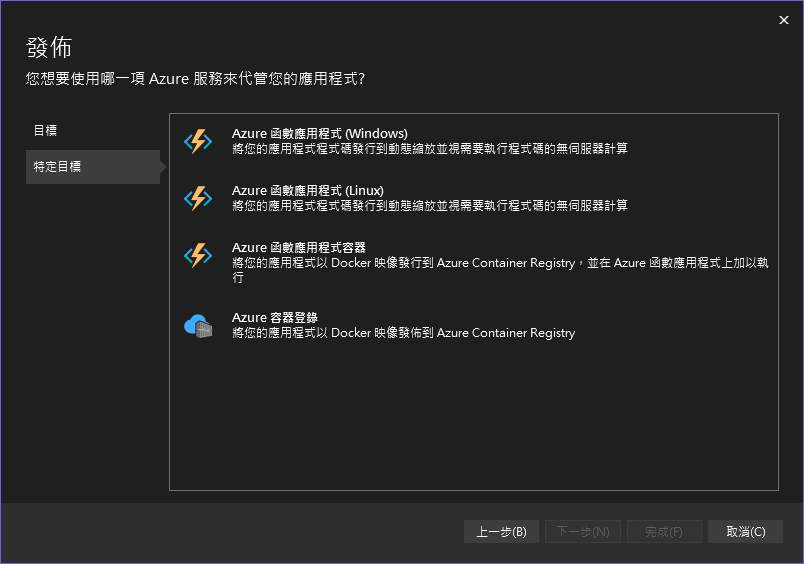 發佈
您想要使用哪一項 Azure 服務來代管您的應用程式?
目標
特定目標
Azure 函數應用程式 (Windows)
將您的應用程式程式碼發行到動態縮放並視需要執行程式碼的無伺服器計算
Azure 函數應用程式 (Linux)
將您的應用程式程式碼發行到動態縮放並視需要執行程式碼的無伺服器計算
Azure 函數應用程式容器
將您的應用程式以 Docker 映像發行到 Azure Container Registry，並在 Azure 函數應用程式上加以執
行
Azure 容器登錄
將您的應用程式以 Docker 映像發佈到 Azure Container Registry
上一步(B) 下一步(N) 完成(F) 取消(C)